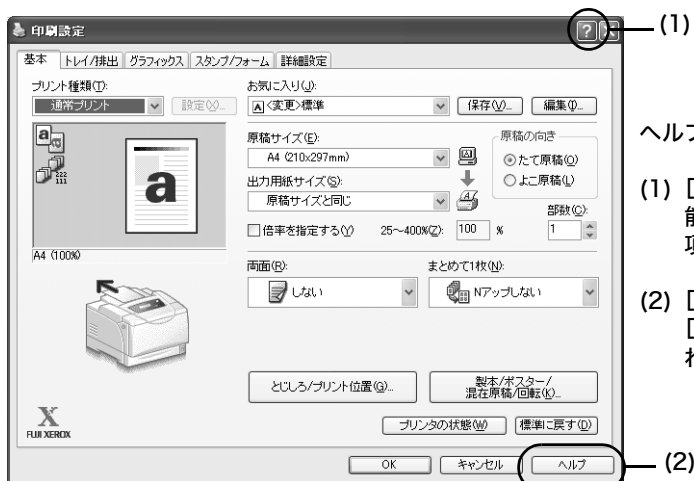 印刷設定
(1)
基本 トレイ/排出 グラフィックス スタンプ/フォーム 詳細設定
プリント種類(T):
通常プリント
設定(X)...
お気に入り(J):
<変更>標準
保存(V)...
編集(I)...
原稿サイズ(E):
A4 (210x297mm)
出力用紙サイズ(S):
原稿サイズと同じ
倍率を指定する(Y) 25~400%(Z): 100 %
原稿の向き
たて原稿(O)
よこ原稿(L)
部数(C):
1
a
a
222
111
a
A4 (100%)
両面(R):
しない
まとめて1枚(N):
Nアップしない
とじしろ/プリント位置(G)...
製本/ポスター/
混在原稿/回転(K)...
X
FUJI XEROX
プリンタの状態(W)
標準に戻す(D)
OK キャンセル ヘルプ
(2)
ヘルプ
(1) [
能
項
(2) [
[
れ